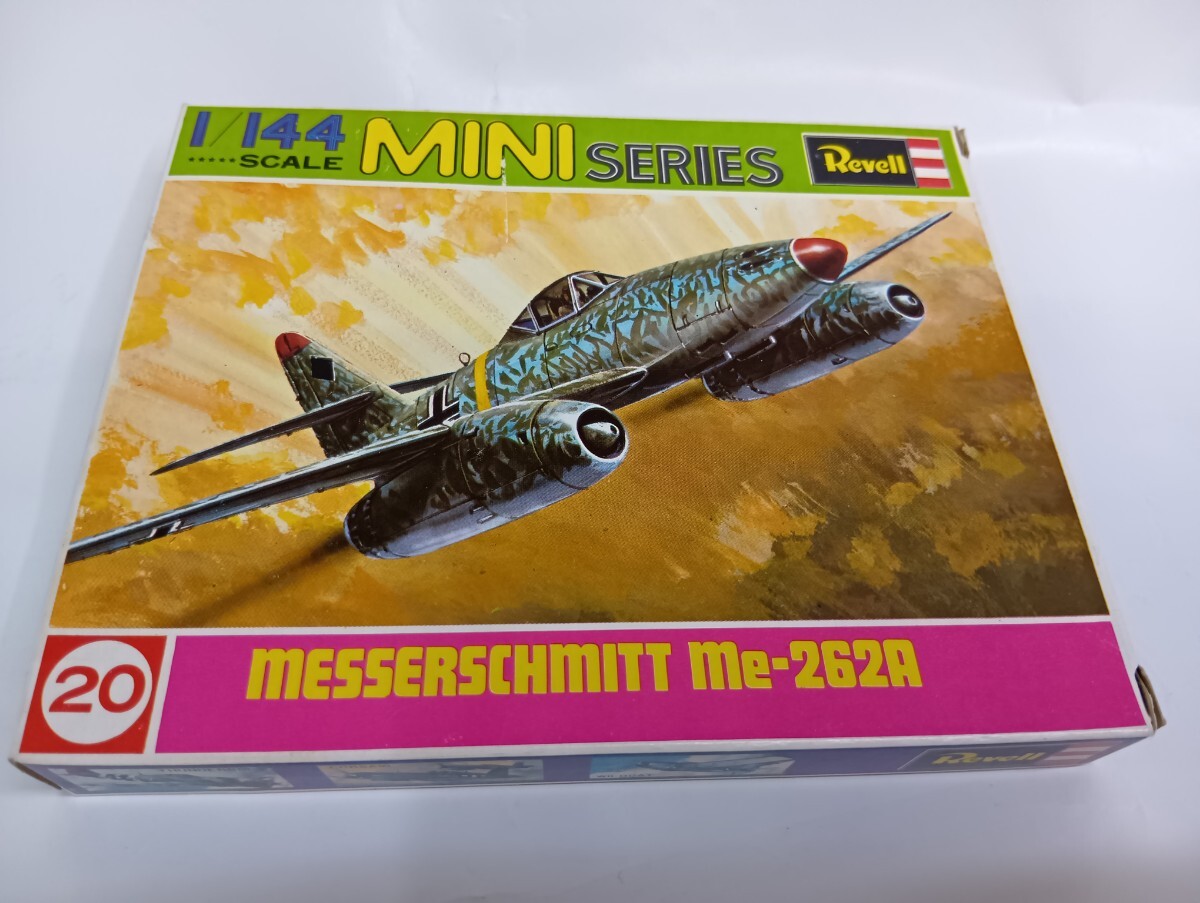 1/144 MINI SERIES Revell
SCALE
20
MESSERSCHMITT Me-262A
Revell